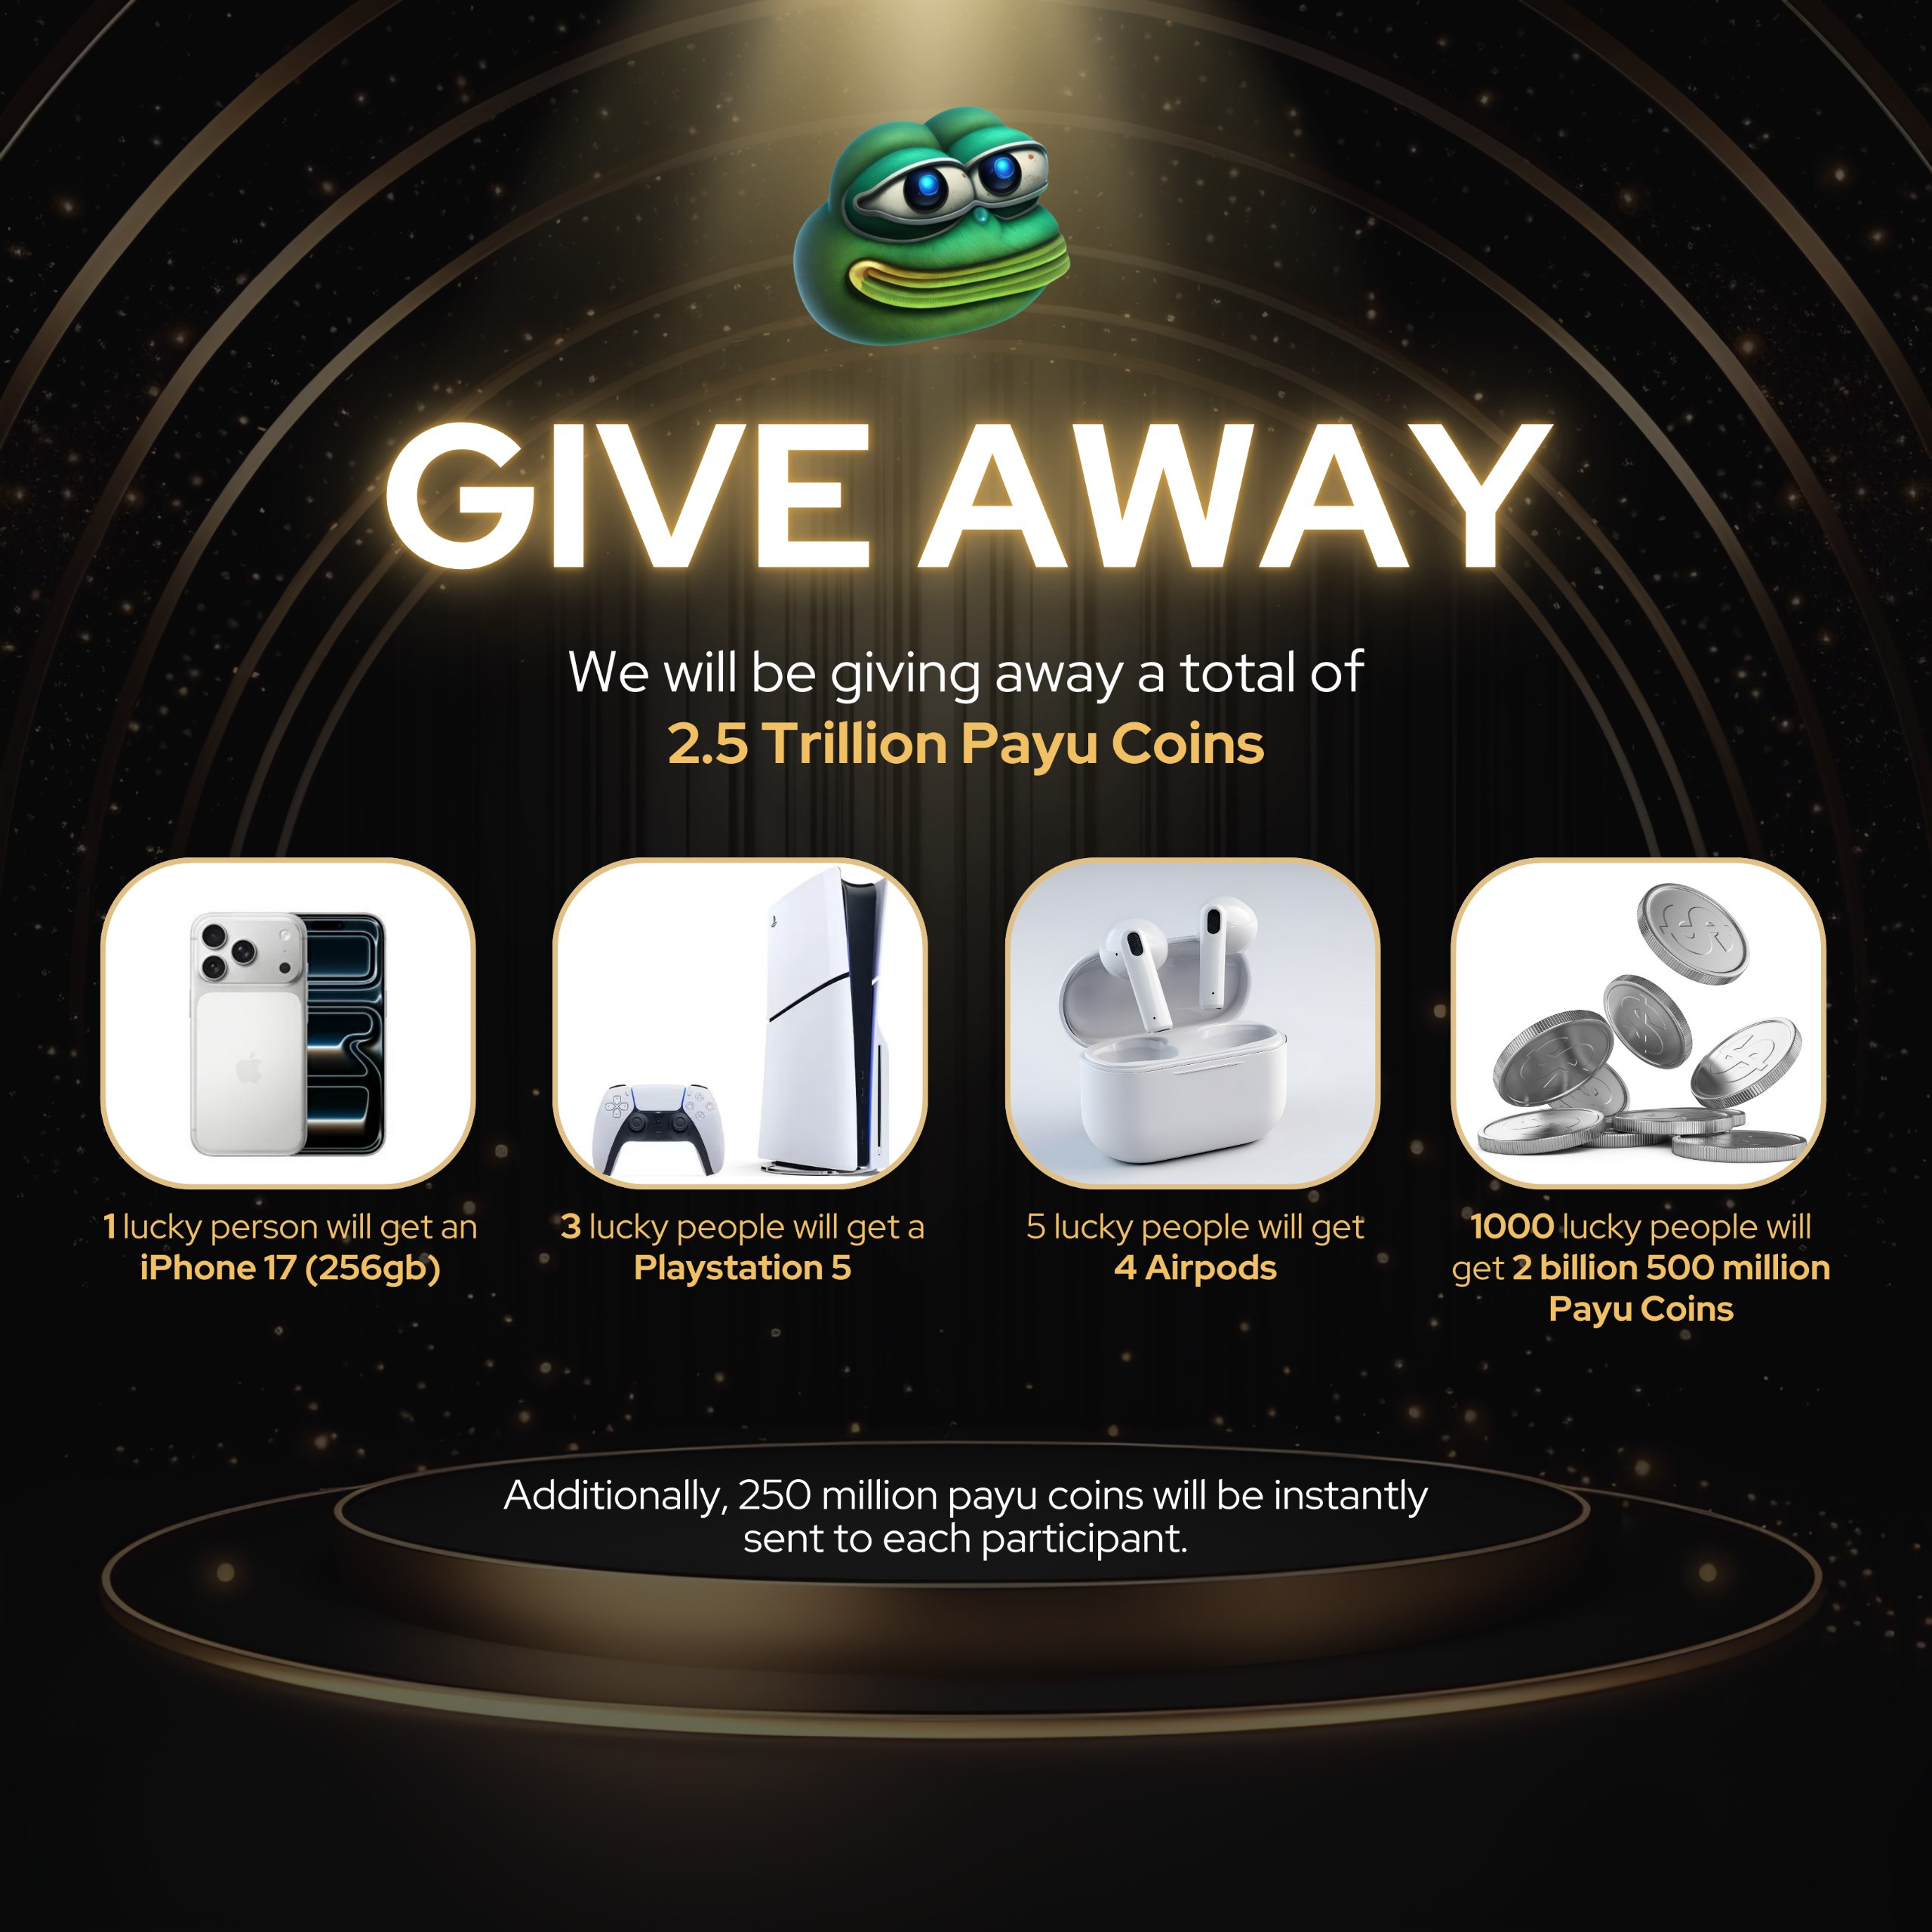 GIVE AWAY
We will be giving away a total of
2.5 Trillion Payu Coins
1 lucky person will get an
iPhone 17 (256gb)
3 lucky people will get a
Playstation 5
5 lucky people will get
4 Airpods
1000 lucky people will
get 2 billion 500 million
Payu Coins
Additionally, 250 million payu coins will be instantly
sent to each participant.